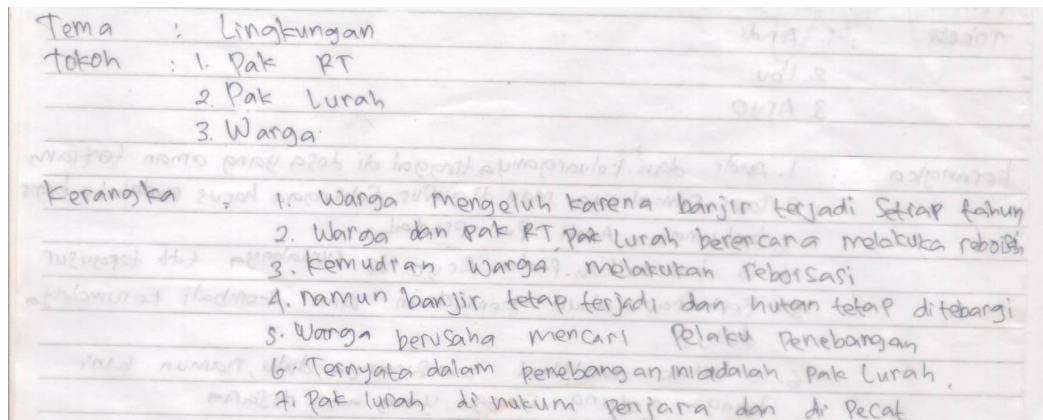 Tema : Lingkungan
tokoh : 1. Pak RT
2. Pak Lurah
3. Warga
Kerangka : 1. Warga mengeluh karena banjir terjadi Setiap tahun
2. Warga dan Pak RT, Pak Lurah berencana melakuka reboisasi
3. Kemudian warga melakukan reboisasi
4. namun banjir tetap terjadi dan hutan tetap ditebangi
5. Warga berusaha mencari Pelaku Penebangan
6. Ternyata dalam penebangan ini adalah Pak Lurah.
7. Pak lurah di hukum penjara dan di Pecat